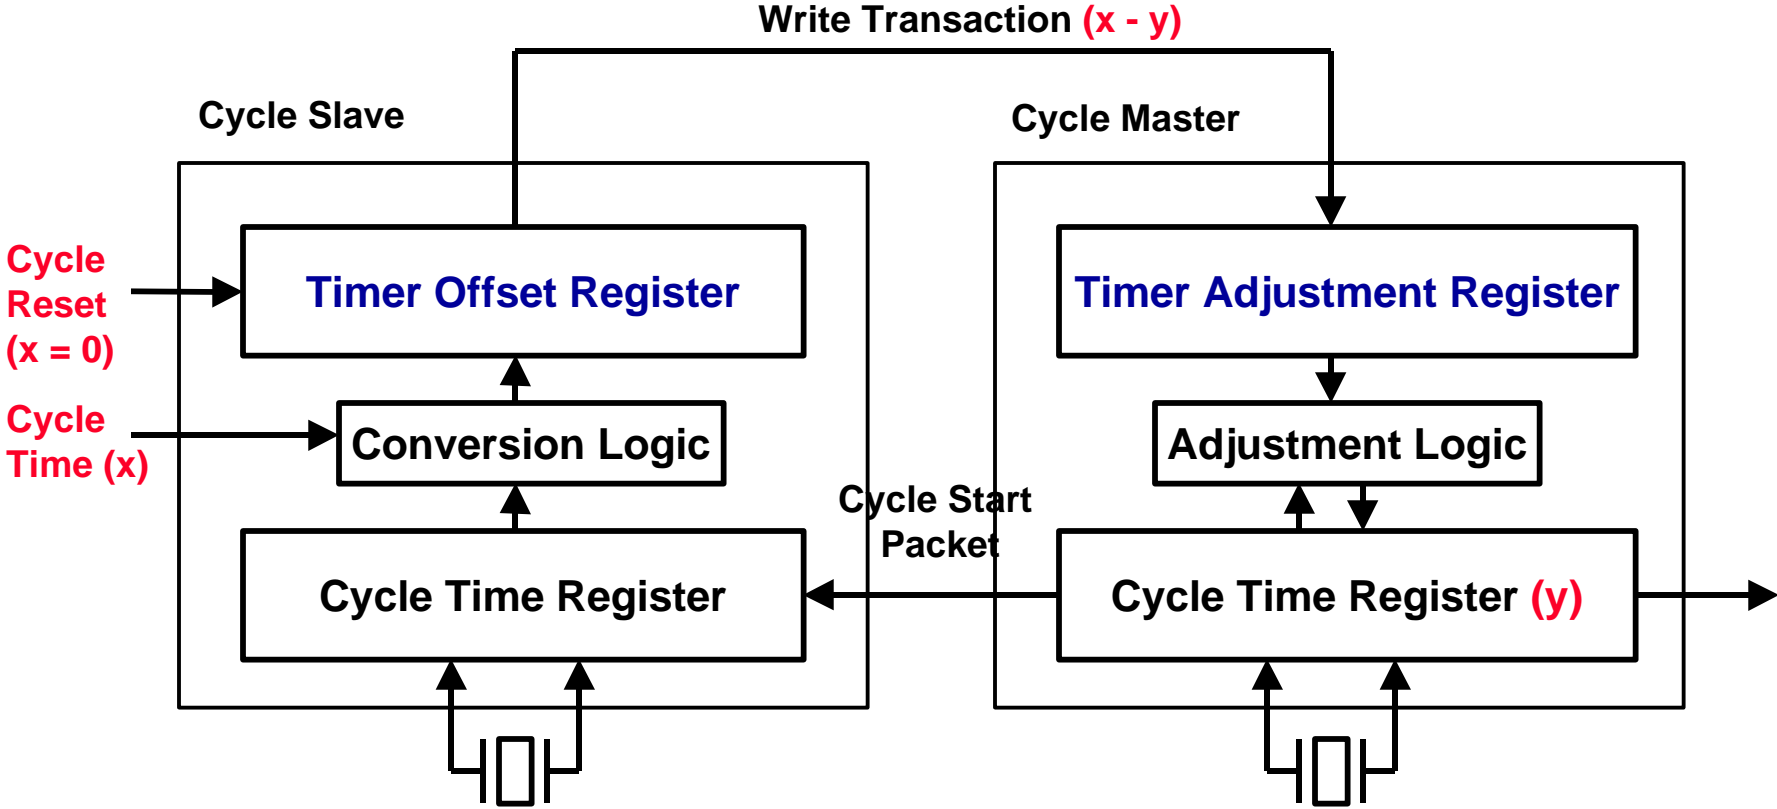 Write Transaction (x - y)
Cycle Slave
Cycle Master
Cycle
Reset
(x = 0)
Timer Offset Register
Timer Adjustment Register
Cycle
Time (x)
Conversion Logic
Adjustment Logic
Cycle Start
Packet
Cycle Time Register
Cycle Time Register (y)